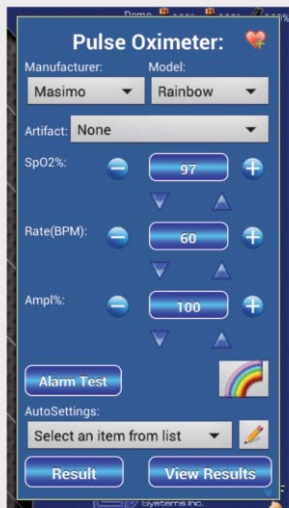 Demo
Pulse Oximeter:
Manufacturer: Model:
Masimo Rainbow
Artifact: None
SpO2%: 97
Rate(BPM): 60
Ampl%: 100
Alarm Test
AutoSettings:
Select an item from list
Result View Results
Systems Inc.